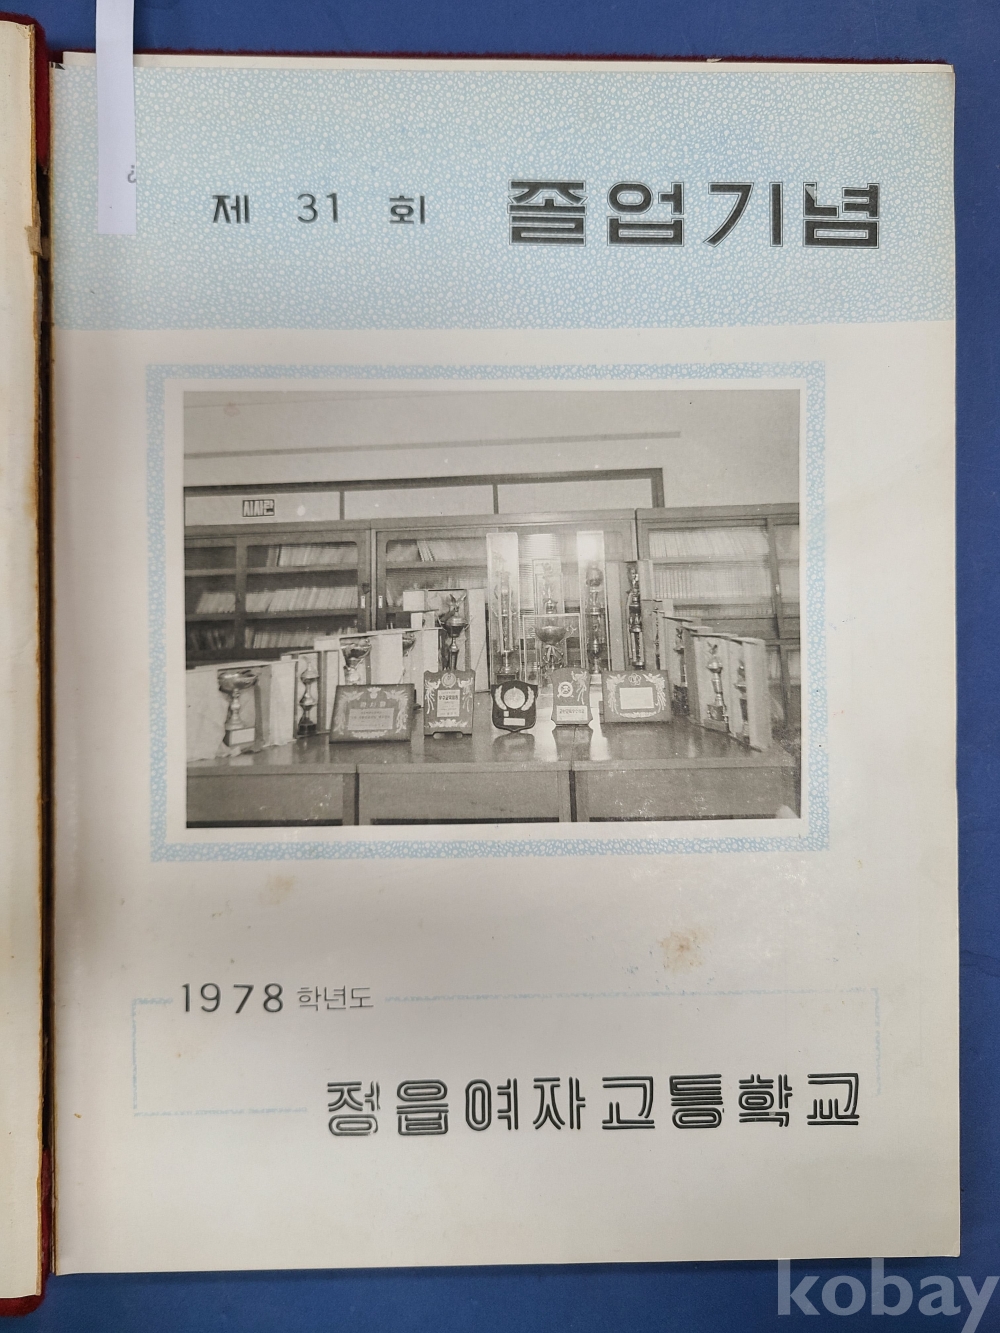 제 31 회 졸업기념
시사란
1978 학년도
정읍여자고등학교
kobay